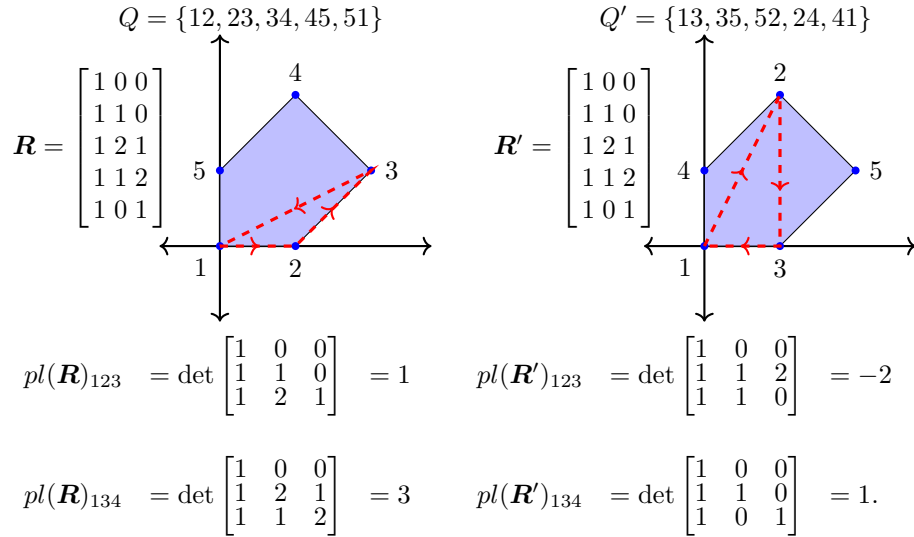 Q = {12, 23, 34, 45, 51}
R = [1 0 0
1 1 0
1 2 1
1 1 2
1 0 1]
4
5
3
1
2
Q′ = {13, 35, 52, 24, 41}
R′ = [1 0 0
1 1 0
1 2 1
1 1 2
1 0 1]
2
4
5
1
3
pl(R)₁₂₃ = det [1 0 0
1 1 0
1 2 1] = 1
pl(R′)₁₂₃ = det [1 0 0
1 1 2
1 1 0] = −2
pl(R)₁₃₄ = det [1 0 0
1 2 1
1 1 2] = 3
pl(R′)₁₃₄ = det [1 0 0
1 1 0
1 0 1] = 1.